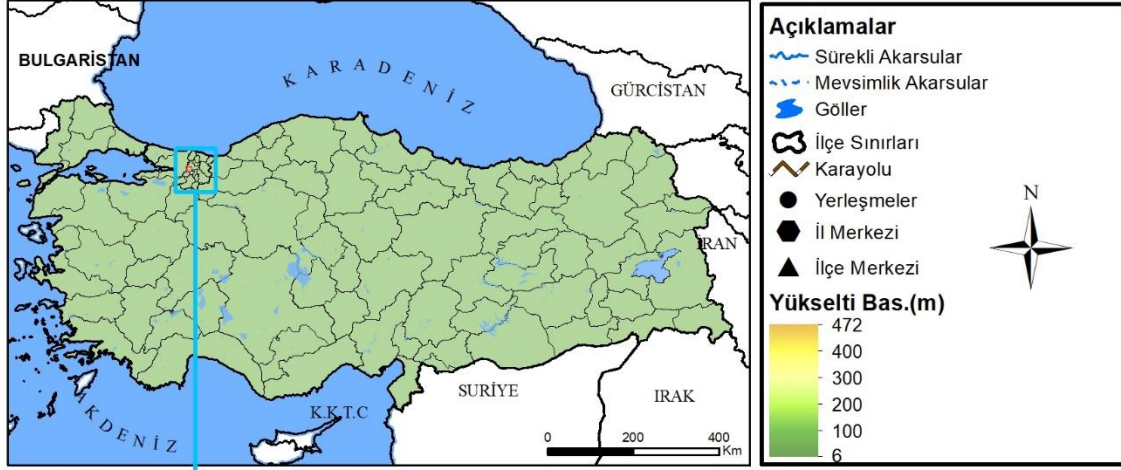 BULGARİSTAN
KARADENİZ
GÜRCİSTAN
İRAN
AKDENİZ
K.K.T.C
SURİYE
IRAK
0 200 400
Km
Açıklamalar
Sürekli Akarsular
Mevsimlik Akarsular
Göller
İlçe Sınırları
Karayolu
Yerleşmeler
İl Merkezi
İlçe Merkezi
N
Yükselti Bas.(m)
472
400
300
200
100
6